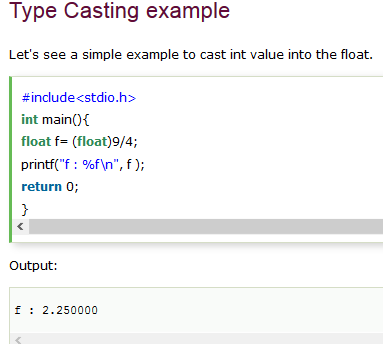 Type Casting example
Let's see a simple example to cast int value into the float.
#include<stdio.h>
int main(){
float f= (float)9/4;
printf("f : %f\n", f );
return 0;
}
Output:
f : 2.250000